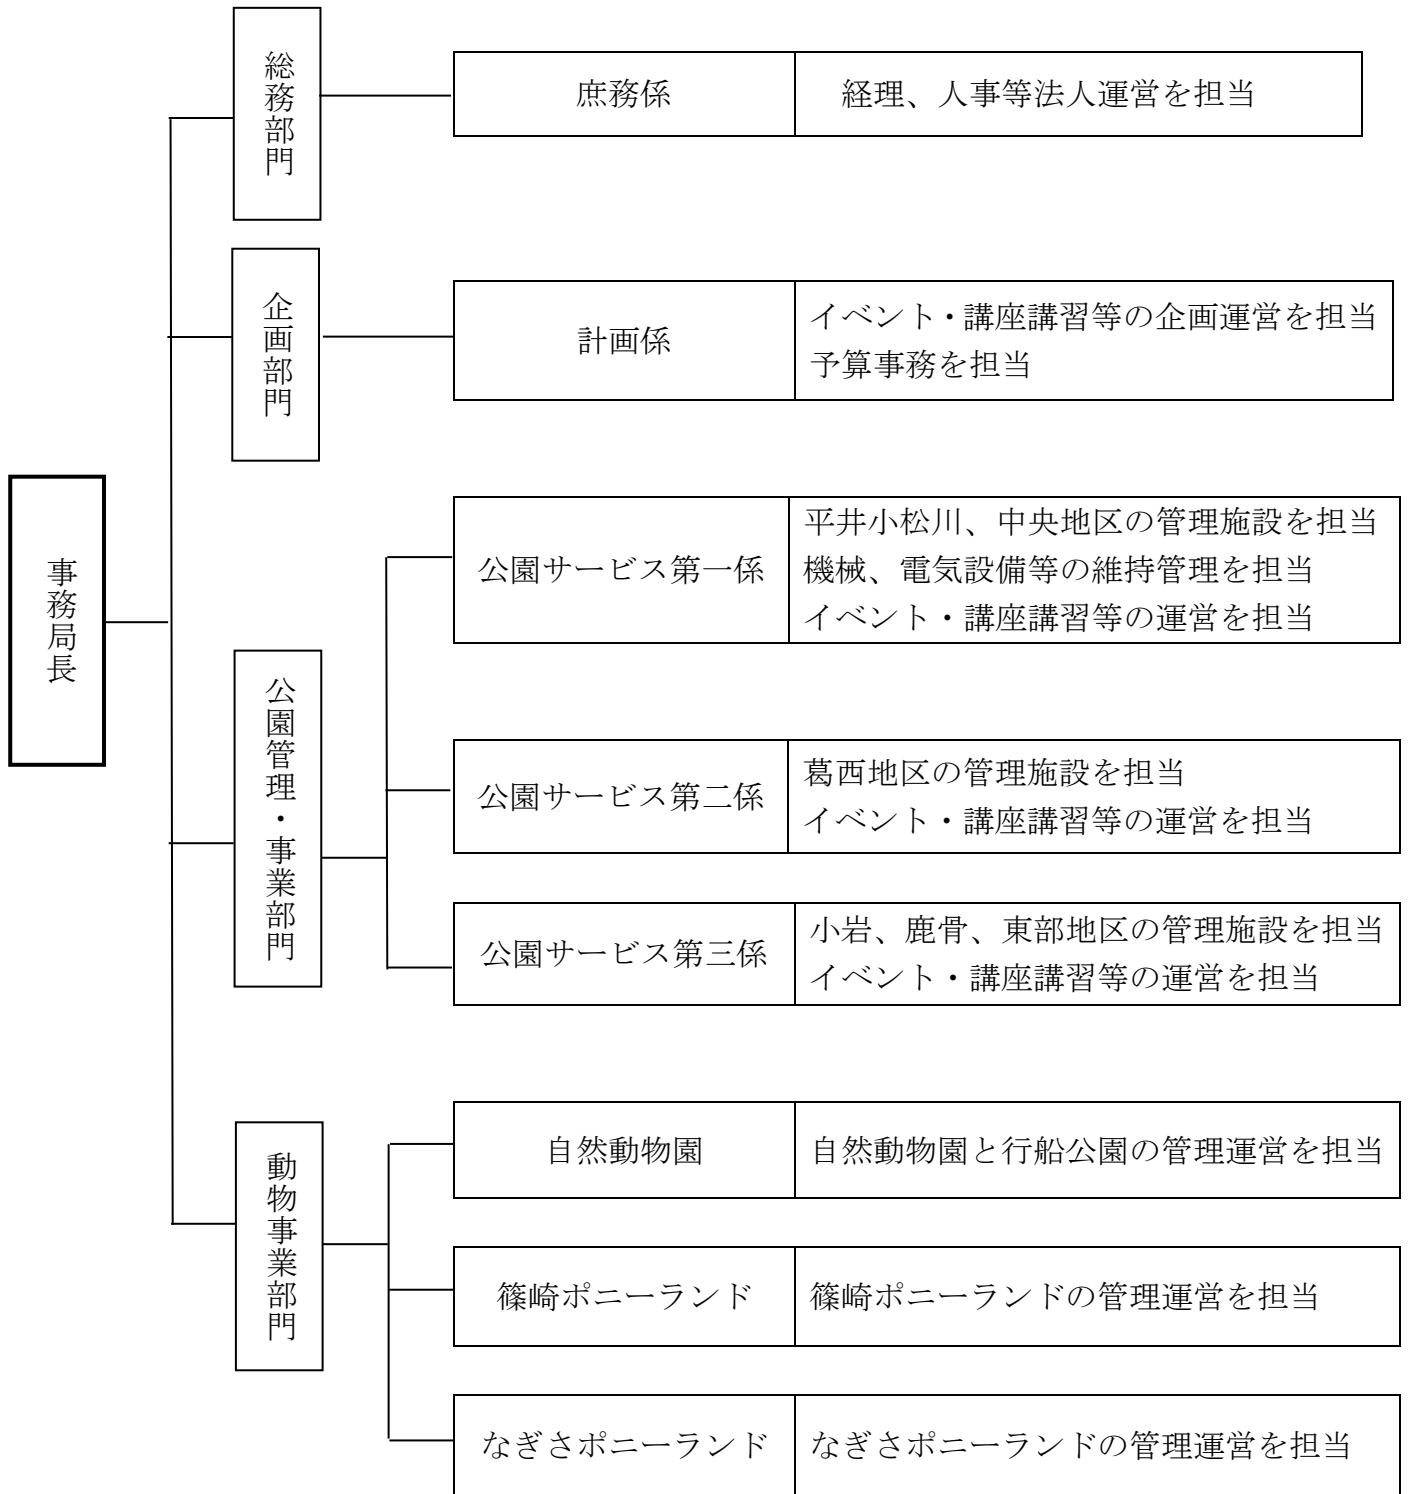 事務局長
総務部門
庶務係
経理、人事等法人運営を担当
企画部門
計画係
イベント・講座講習等の企画運営を担当
予算事務を担当
公園管理・事業部門
公園サービス第一係
平井小松川、中央地区の管理施設を担当
機械、電気設備等の維持管理を担当
イベント・講座講習等の運営を担当
公園サービス第二係
葛西地区の管理施設を担当
イベント・講座講習等の運営を担当
公園サービス第三係
小岩、鹿骨、東部地区の管理施設を担当
イベント・講座講習等の運営を担当
動物事業部門
自然動物園
自然動物園と行船公園の管理運営を担当
篠崎ポニーランド
篠崎ポニーランドの管理運営を担当
なぎさポニーランド
なぎさポニーランドの管理運営を担当